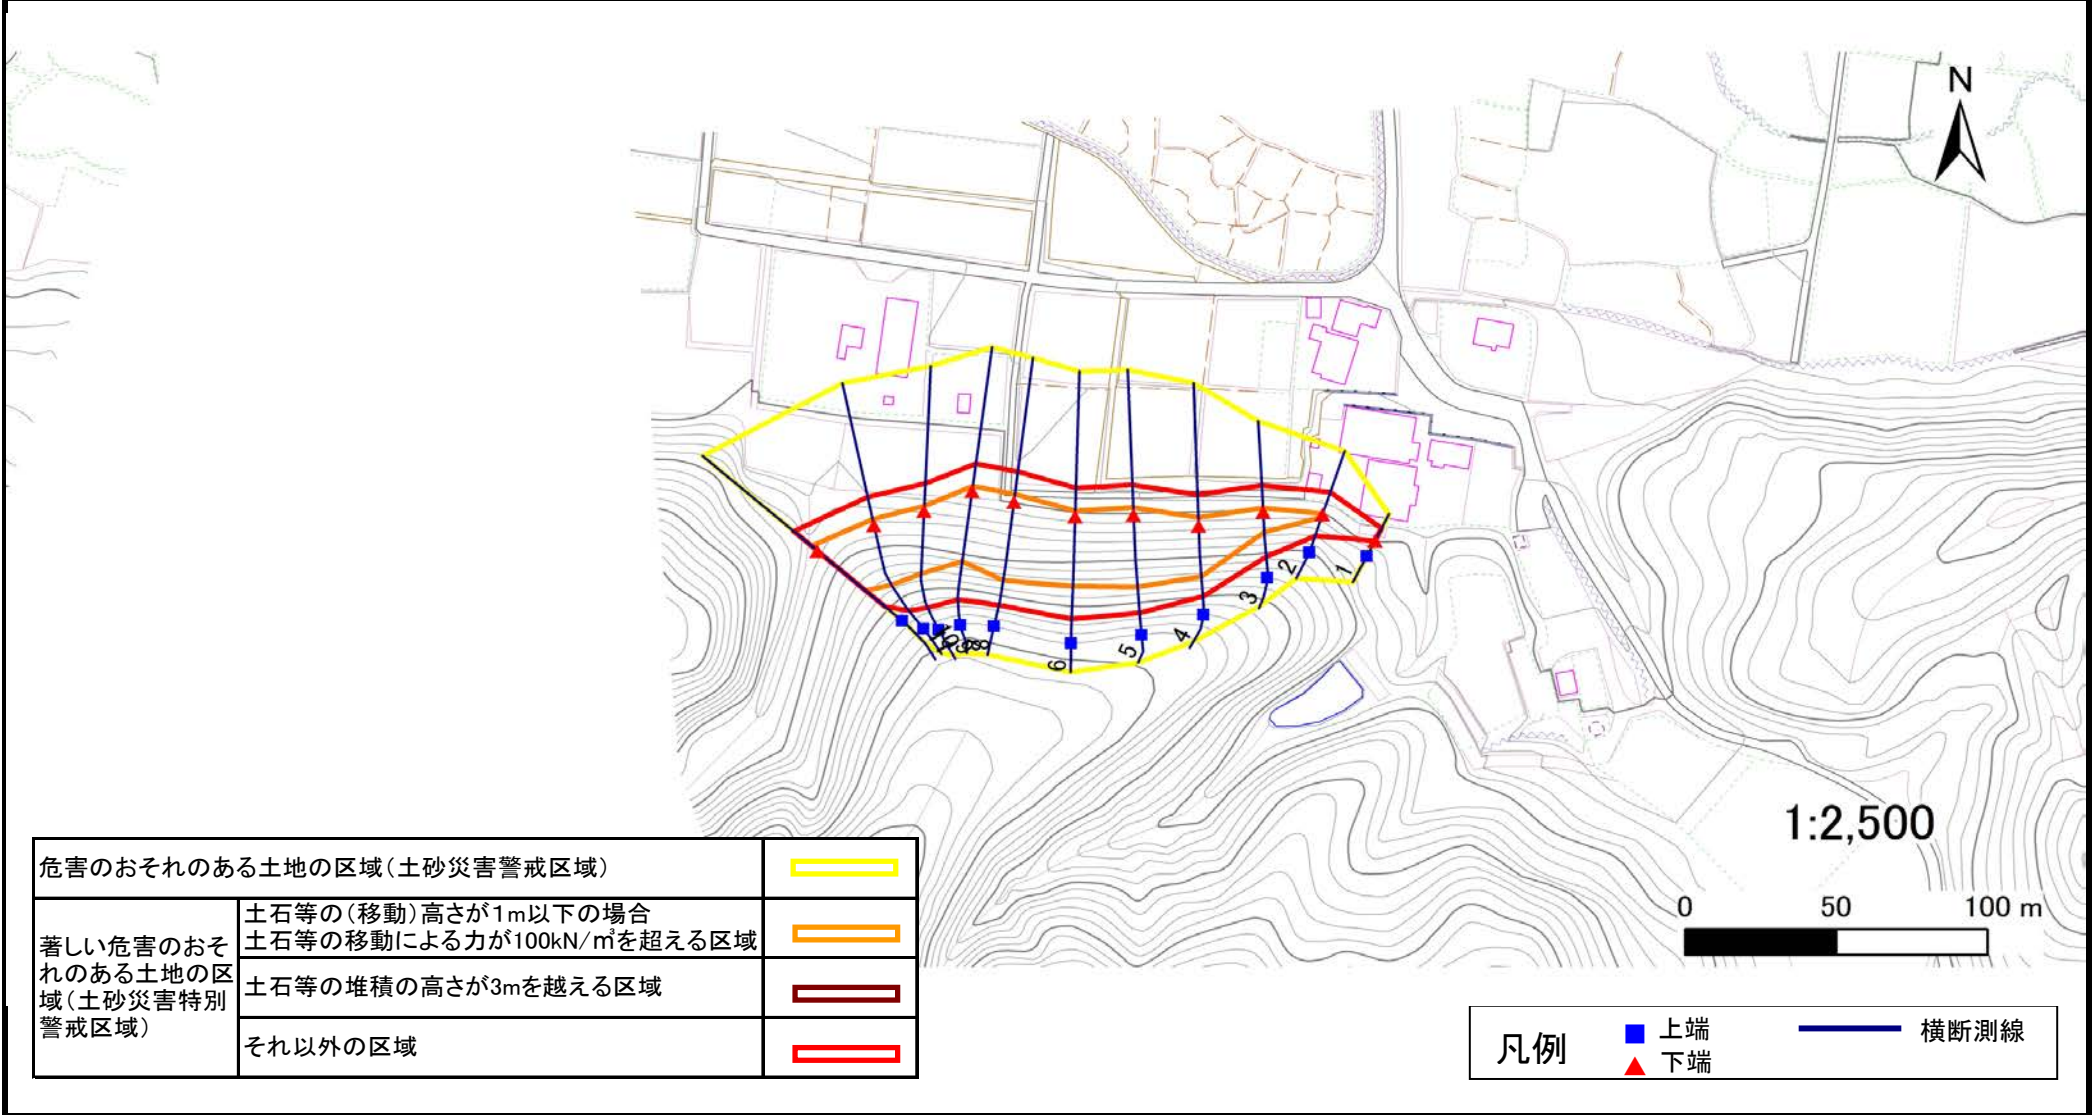 N
1
2
3
4
5
6
8
1:2,500
0 50 100 m
危害のおそれのある土地の区域(土砂災害警戒区域)
著しい危害のおそ
れのある土地の区
域(土砂災害特別
警戒区域)
土石等の(移動)高さが1m以下の場合
土石等の移動による力が100kN/㎡を超える区域
土石等の堆積の高さが3mを越える区域
それ以外の区域
凡例
上端
下端
横断測線